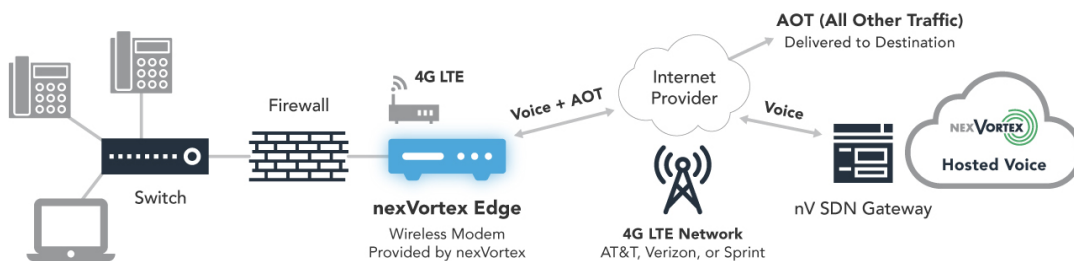 Switch
Firewall
4G LTE
nexVortex Edge
Wireless Modem
Provided by nexVortex
Voice + AOT
Internet
Provider
AOT (All Other Traffic)
Delivered to Destination
Voice
4G LTE Network
AT&T, Verizon, or Sprint
nV SDN Gateway
NEXVORTEX
Hosted Voice